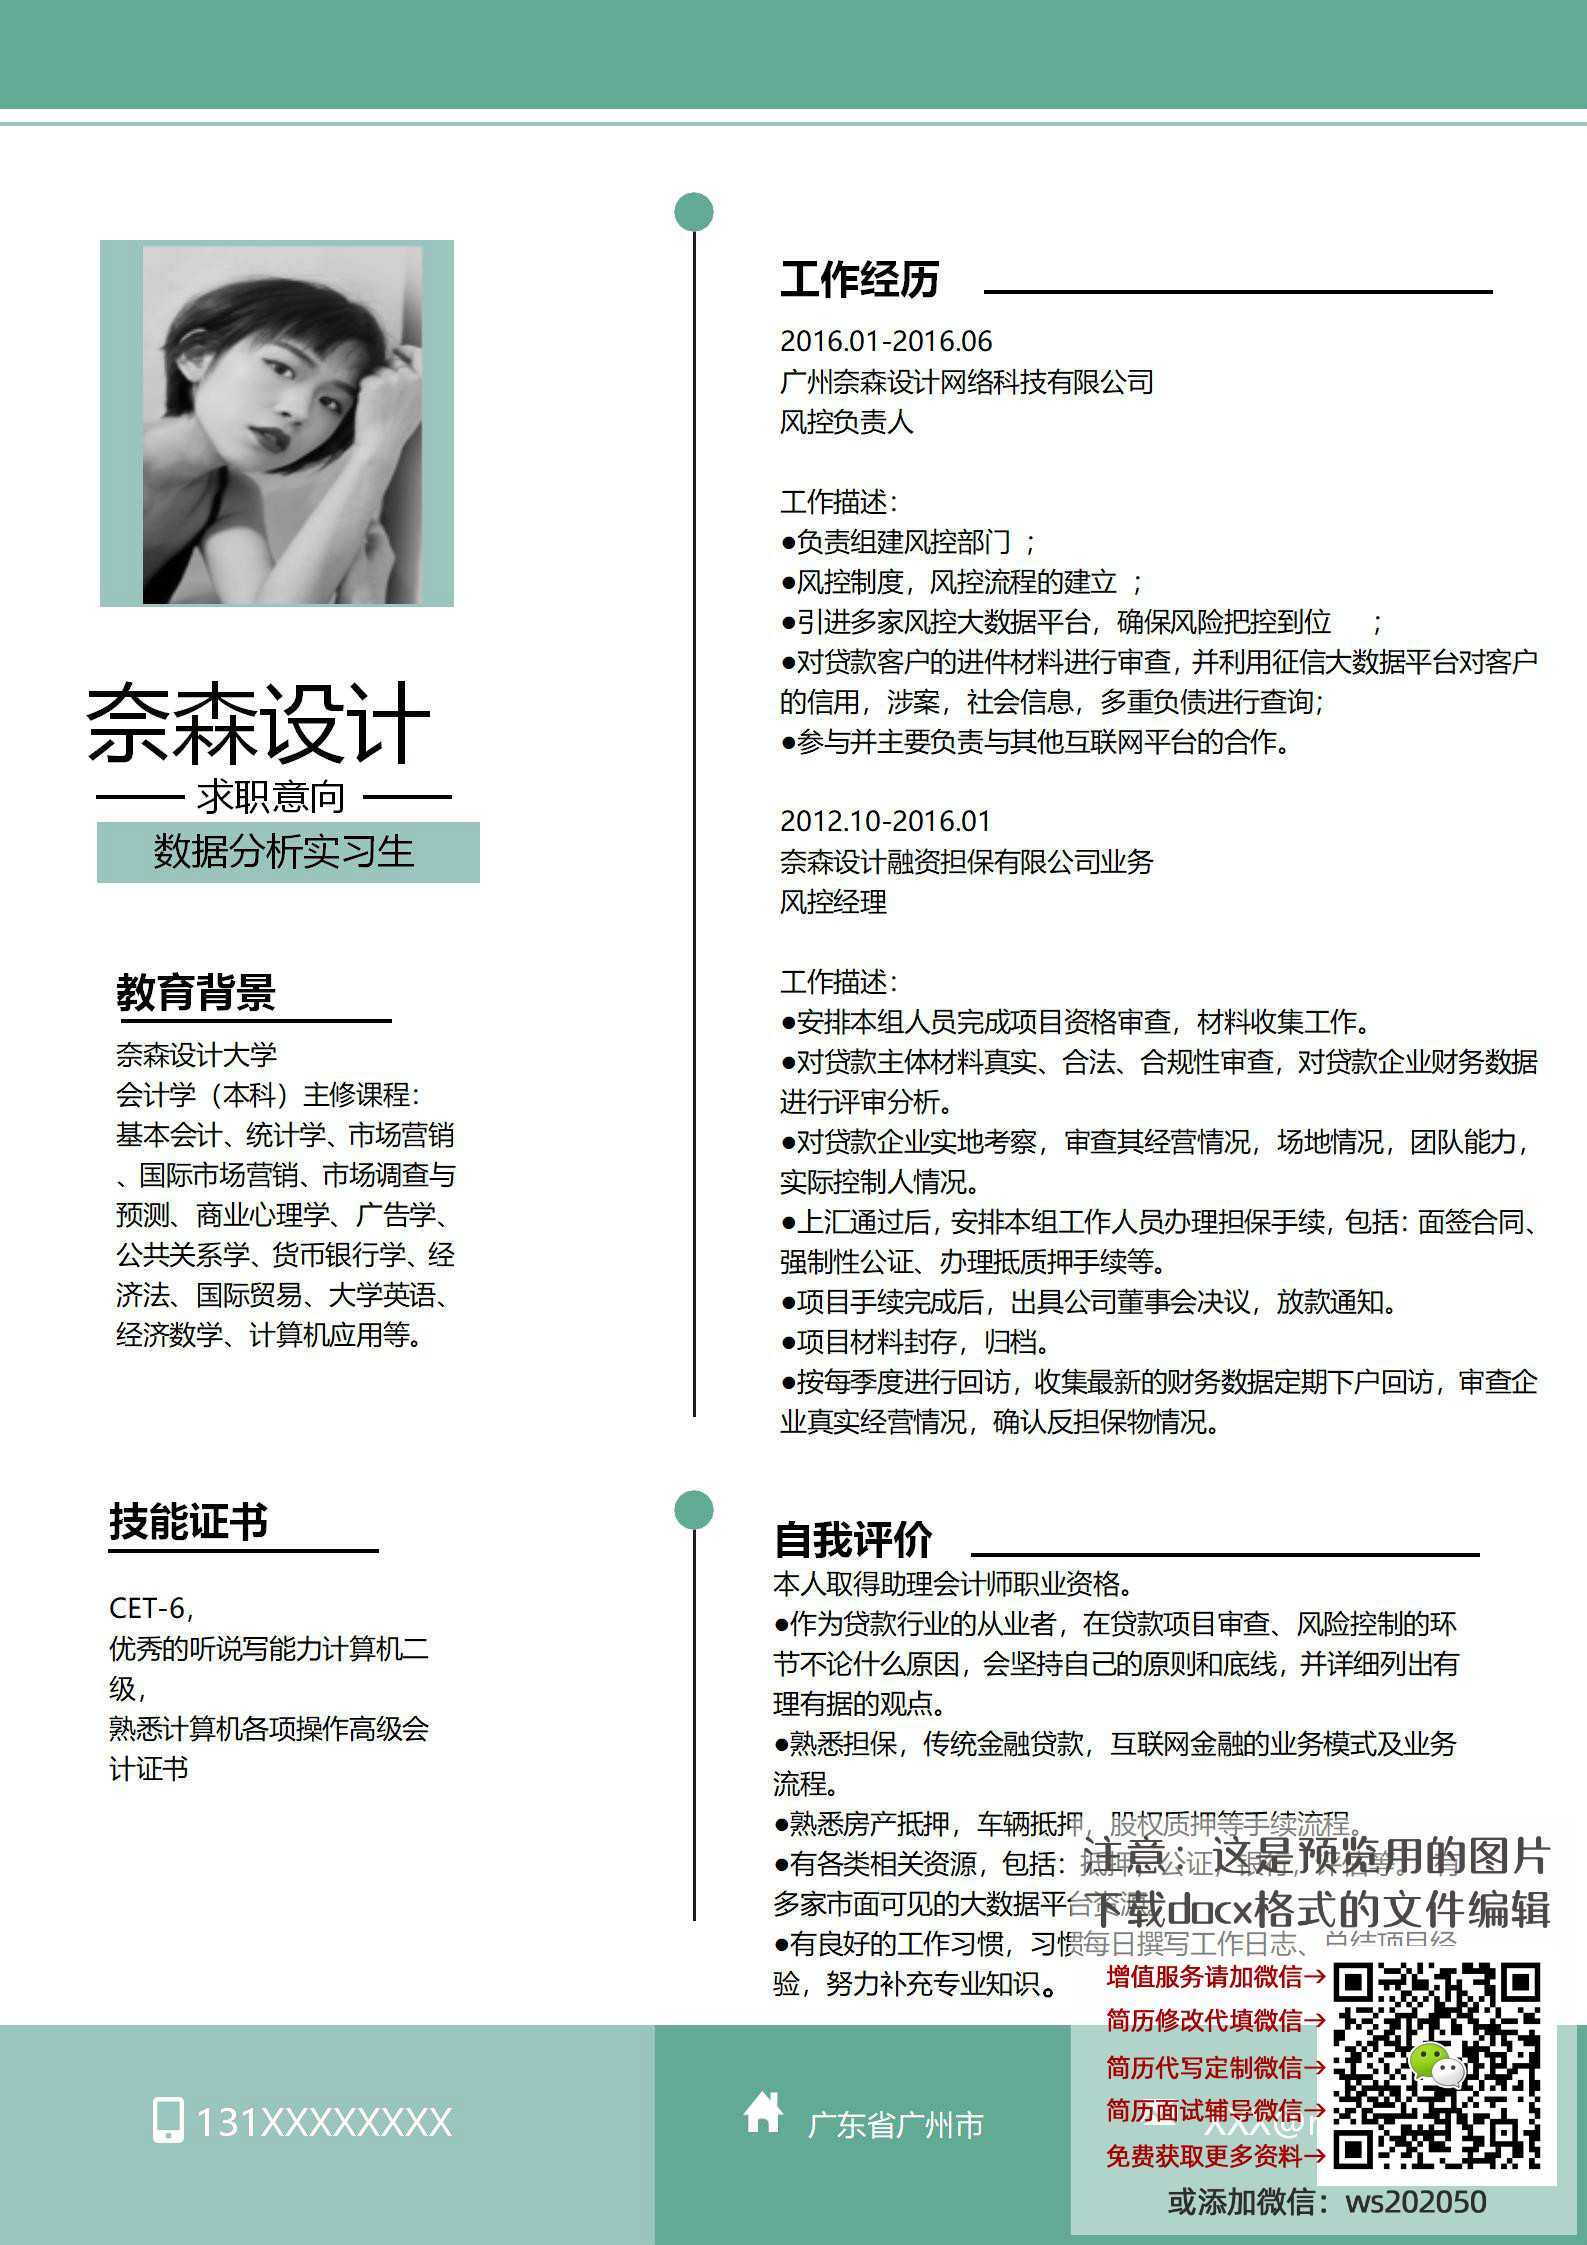 奈森设计
求职意向
数据分析实习生
教育背景
奈森设计大学
会计学（本科）主修课程：
基本会计、统计学、市场营销
、国际市场营销、市场调查与
预测、商业心理学、广告学、
公共关系学、货币银行学、经
济法、国际贸易、大学英语、
经济数学、计算机应用等。
技能证书
CET-6，
优秀的听说写能力计算机二
级，
熟悉计算机各项操作高级会
计证书
工作经历
2016.01-2016.06
广州奈森设计网络科技有限公司
风控负责人
工作描述：
●负责组建风控部门 ；
●风控制度，风控流程的建立 ；
●引进多家风控大数据平台，确保风险把控到位 ；
●对贷款客户的进件材料进行审查，并利用征信大数据平台对客户
的信用，涉案，社会信息，多重负债进行查询；
●参与并主要负责与其他互联网平台的合作。
2012.10-2016.01
奈森设计融资担保有限公司业务
风控经理
工作描述：
●安排本组人员完成项目资格审查，材料收集工作。
●对贷款主体材料真实、合法、合规性审查，对贷款企业财务数据
进行评审分析。
●对贷款企业实地考察，审查其经营情况，场地情况，团队能力，
实际控制人情况。
●上汇通过后，安排本组工作人员办理担保手续，包括：面签合同、
强制性公证、办理抵质押手续等。
●项目手续完成后，出具公司董事会决议，放款通知。
●项目材料封存，归档。
●按每季度进行回访，收集最新的财务数据定期下户回访，审查企
业真实经营情况，确认反担保物情况。
自我评价
本人取得助理会计师职业资格。
●作为贷款行业的从业者，在贷款项目审查、风险控制的环
节不论什么原因，会坚持自己的原则和底线，并详细列出有
理有据的观点。
●熟悉担保，传统金融贷款，互联网金融的业务模式及业务
流程。
●熟悉房产抵押，车辆抵押，股权质押等手续流程。
●有各类相关资源，包括：抵押，公证，银行，评估等。有
多家市面可见的大数据平台资源。
●有良好的工作习惯，习惯每日撰写工作日志、总结项目经
验，努力补充专业知识。
注意：这是预览用的图片
下载docx格式的文件编辑
增值服务请加微信→
简历修改代填微信→
简历代写定制微信→
简历面试辅导微信→
免费获取更多资料→
或添加微信：ws202050
131XXXXXXXX
广东省广州市